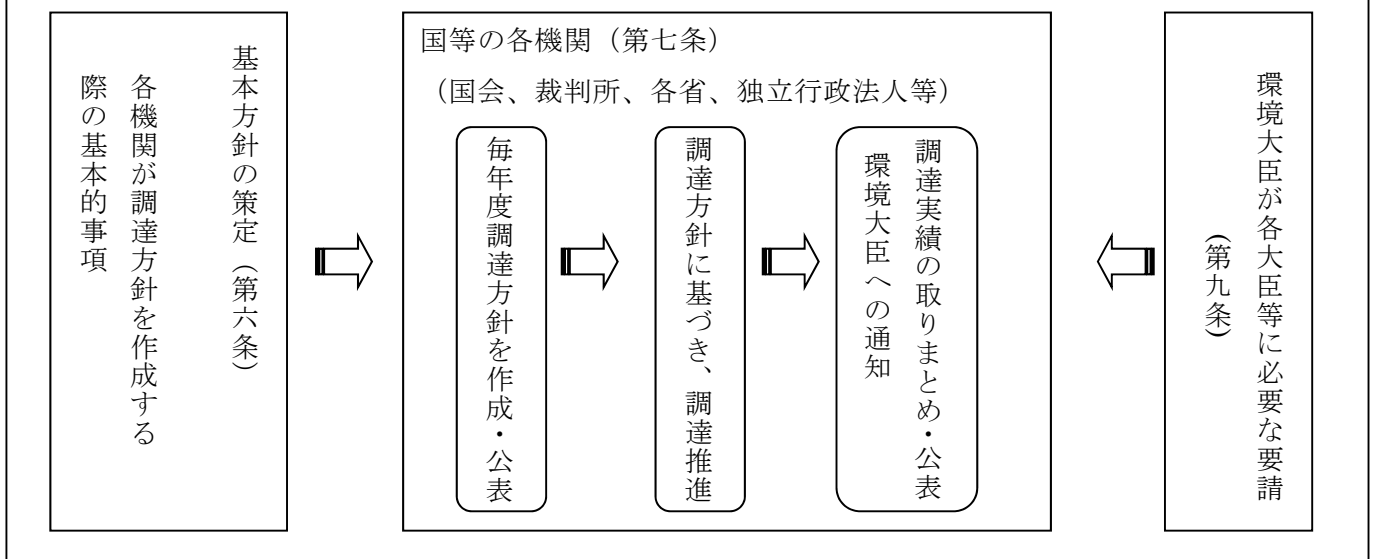 基本方針の策定（第六条）
各機関が調達方針を作成する
際の基本的事項
国等の各機関（第七条）
（国会、裁判所、各省、独立行政法人等）
毎年度調達方針を作成・公表
調達方針に基づき、調達推進
調達実績の取りまとめ・公表
環境大臣への通知
環境大臣が各大臣等に必要な要請
（第九条）